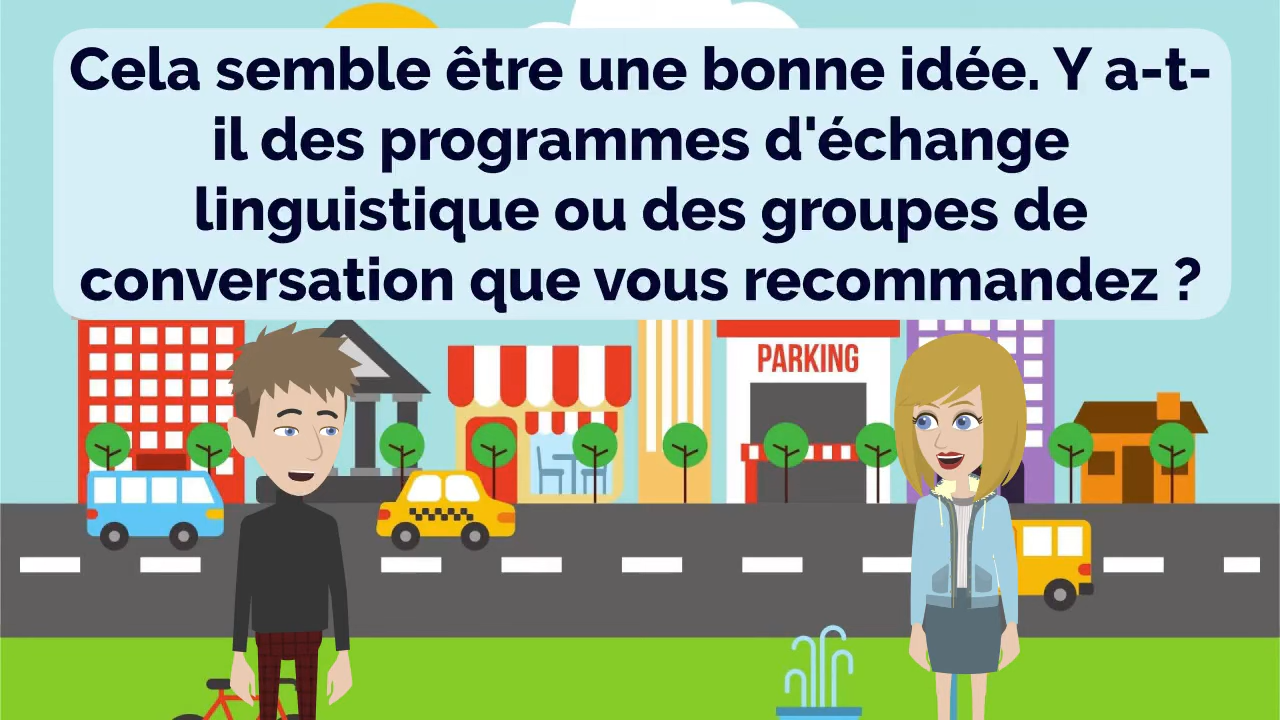 Cela semble être une bonne idée. Y a-t-
il des programmes d'échange
linguistique ou des groupes de
conversation que vous recommandez ?
PARKING